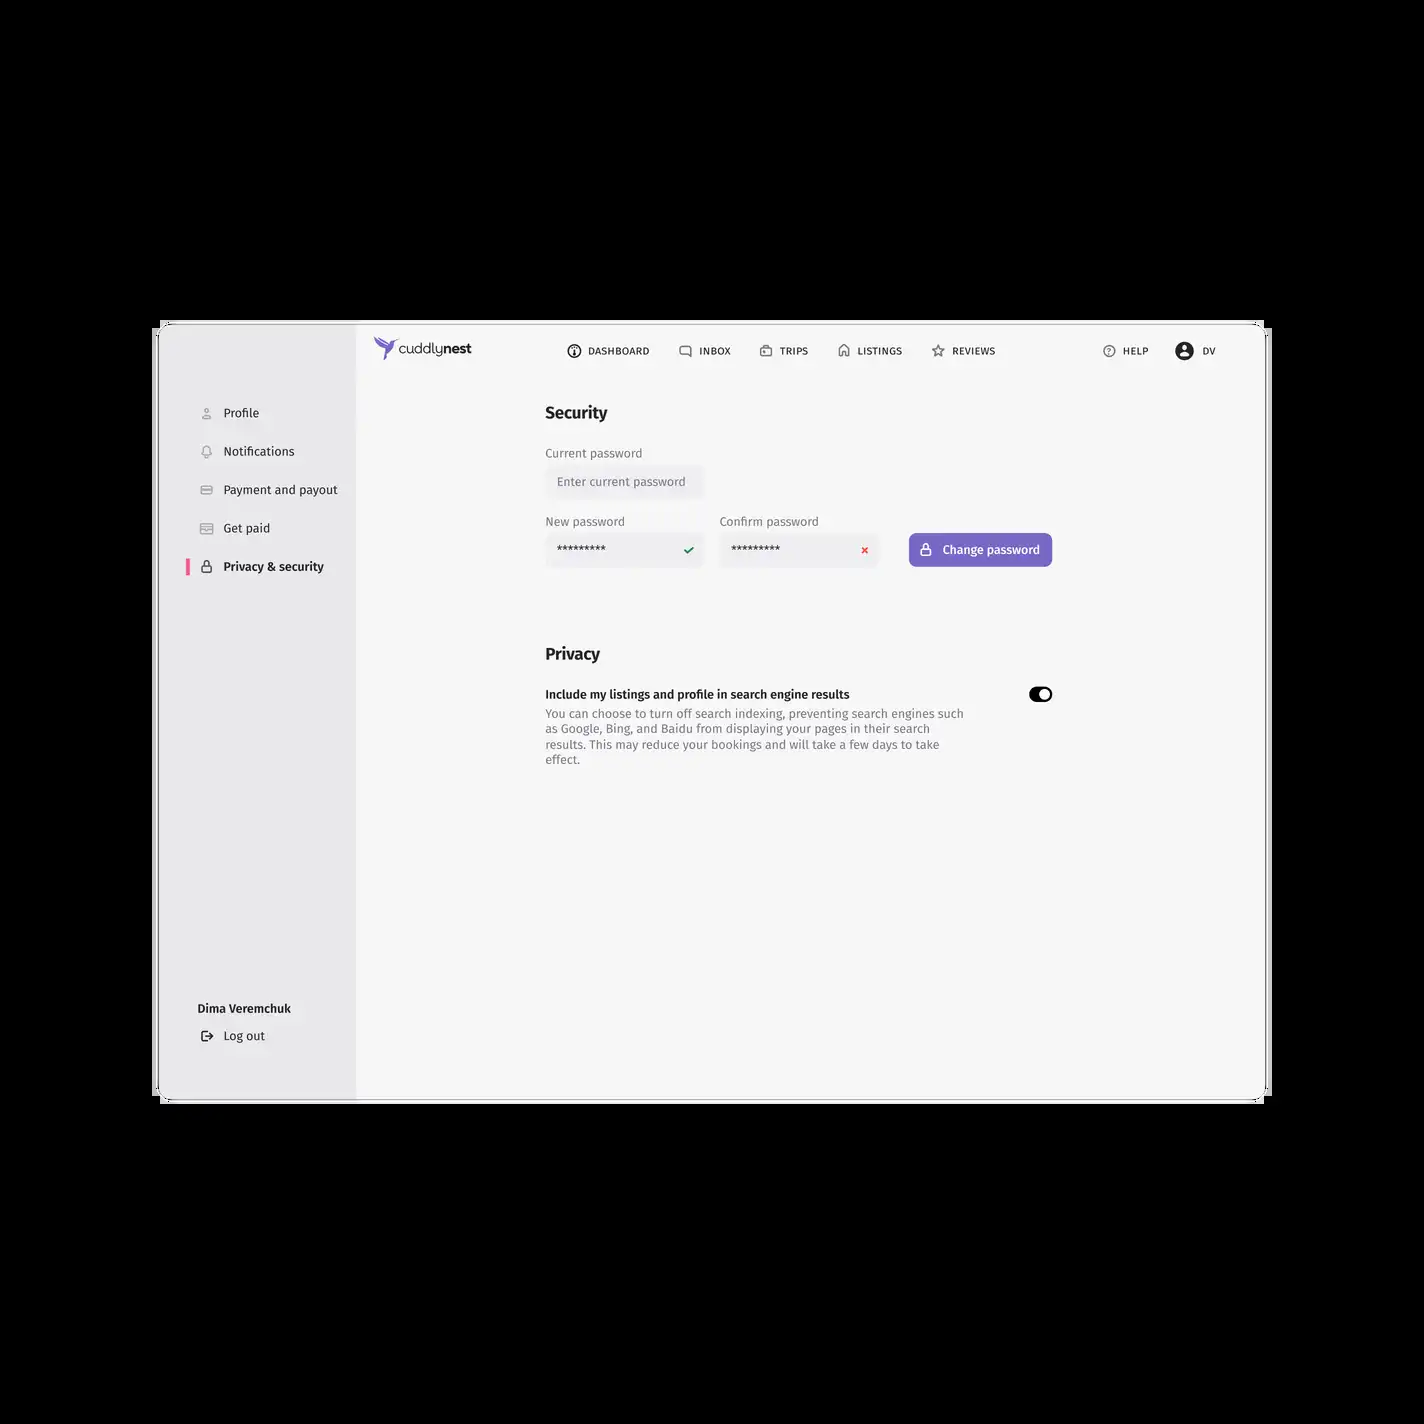 cuddlynest
DASHBOARD
INBOX
TRIPS
LISTINGS
REVIEWS
HELP
DV
Profile
Notifications
Payment and payout
Get paid
Privacy & security
Dima Veremchuk
Log out
Security
Current password
Enter current password
New password
Confirm password
*********
*********
Change password
Privacy
Include my listings and profile in search engine results
You can choose to turn off search indexing, preventing search engines such
as Google, Bing, and Baidu from displaying your pages in their search
results. This may reduce your bookings and will take a few days to take
effect.